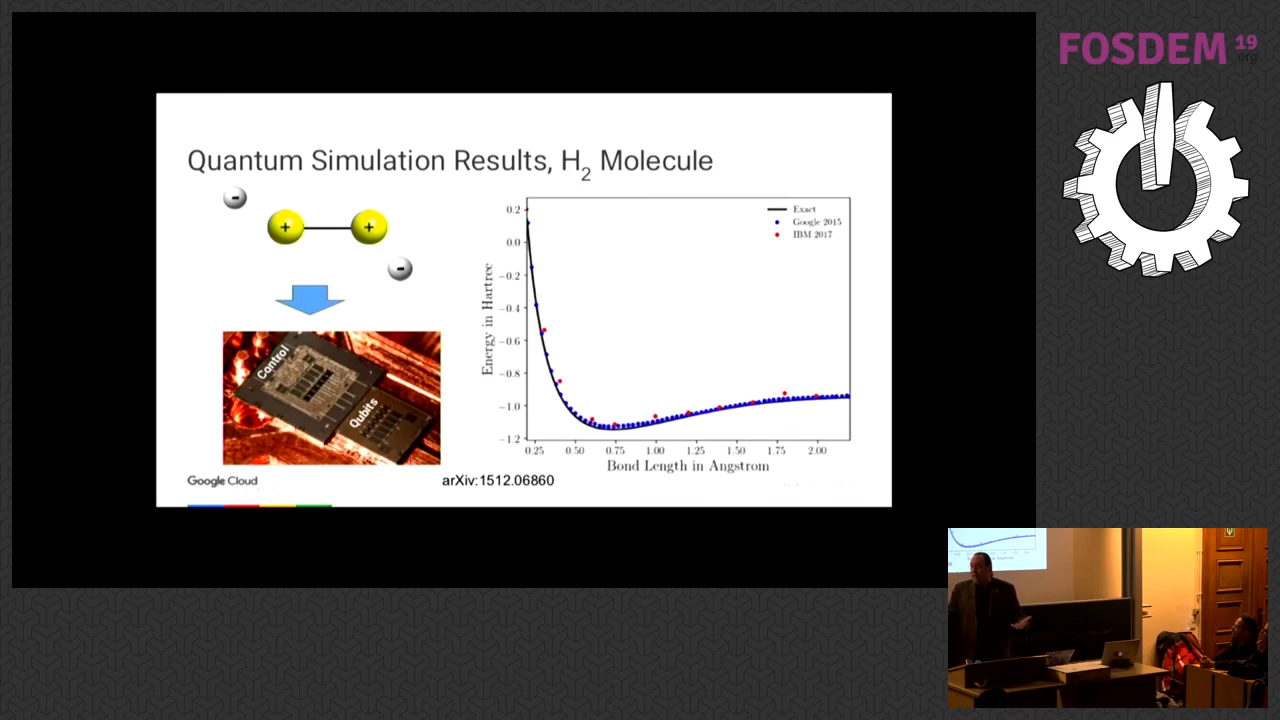 FOSDEM 19
.org
Quantum Simulation Results, H2 Molecule
-
+ +
-
Control
Qubits
Energy in Hartree
0.2
0.0
−0.2
−0.4
−0.6
−0.8
−1.0
−1.2
Exact
Google 2015
IBM 2017
0.25 0.50 0.75 1.00 1.25 1.50 1.75 2.00
Bond Length in Angstrom
Google Cloud
arXiv:1512.06860